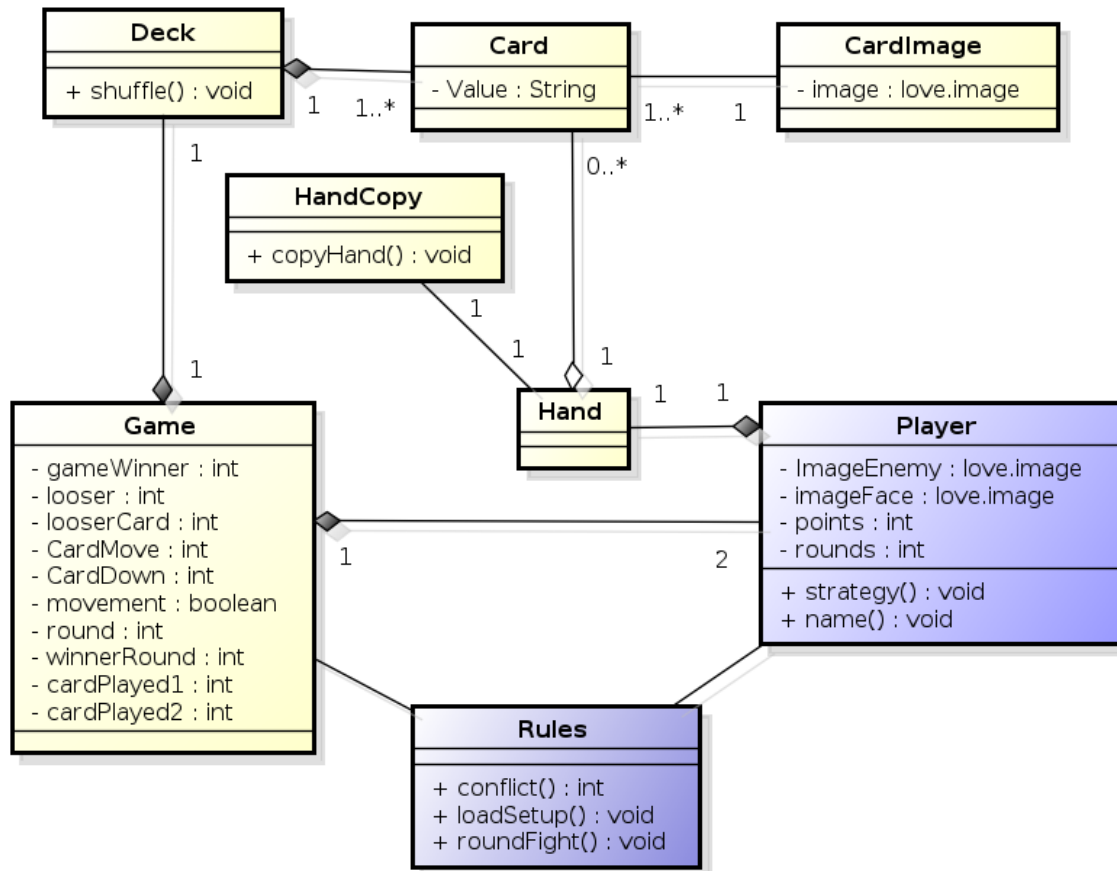 Deck
+ shuffle() : void
Card
- Value : String
CardImage
- image : love.image
1
1..*
1..*
1
1
0..*
HandCopy
+ copyHand() : void
1
1
1
1
Hand
1
1
Game
- gameWinner : int
- looser : int
- looserCard : int
- CardMove : int
- CardDown : int
- movement : boolean
- round : int
- winnerRound : int
- cardPlayed1 : int
- cardPlayed2 : int
Player
- ImageEnemy : love.image
- imageFace : love.image
- points : int
- rounds : int
+ strategy() : void
+ name() : void
1
2
Rules
+ conflict() : int
+ loadSetup() : void
+ roundFight() : void